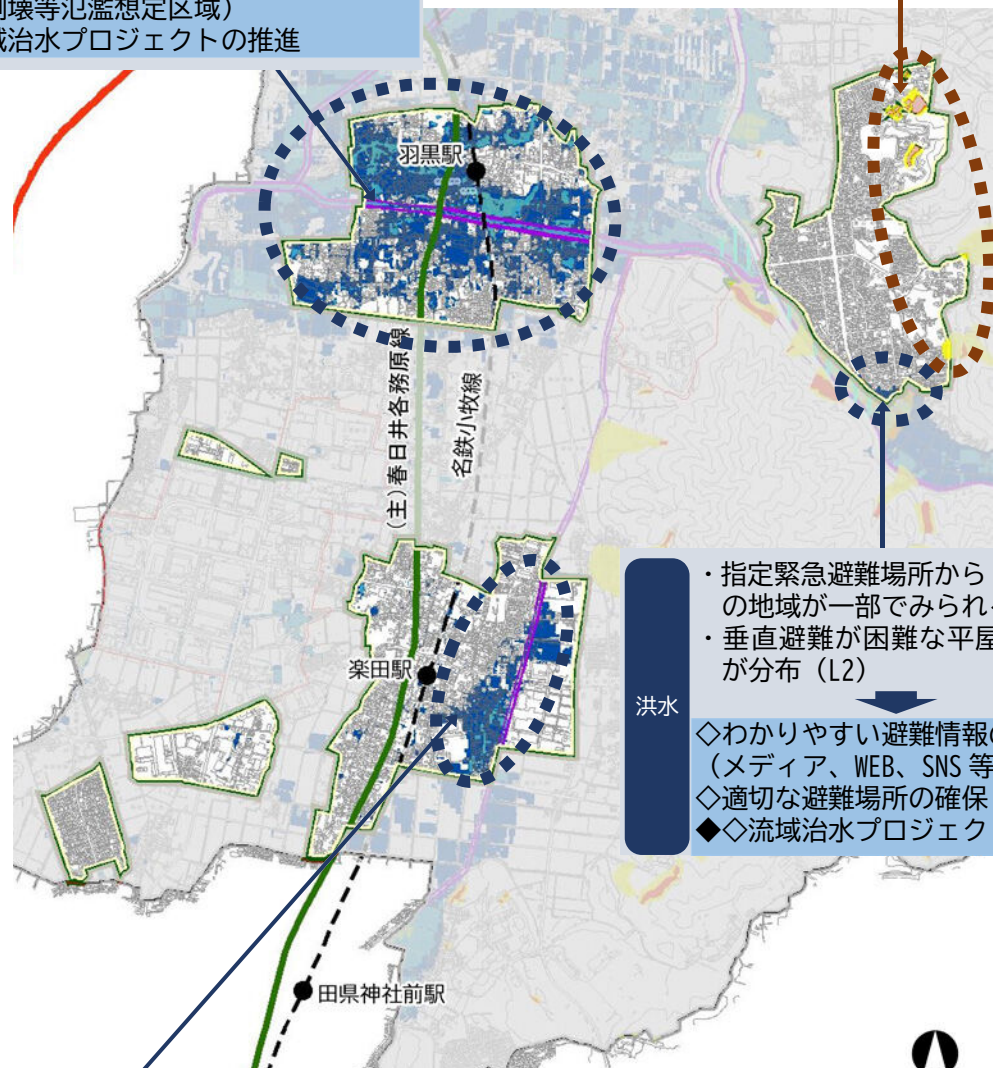 壊等氾濫想定区域）
治水プロジェクトの推進
羽黒駅
（主）春日井各務原線
名鉄小牧線
楽田駅
田県神社前駅
洪水
・指定緊急避難場所から
の地域が一部でみられ
・垂直避難が困難な平屋
が分布（L2）
◇わかりやすい避難情報の
（メディア、WEB、SNS 等
◇適切な避難場所の確保
◆◇流域治水プロジェク